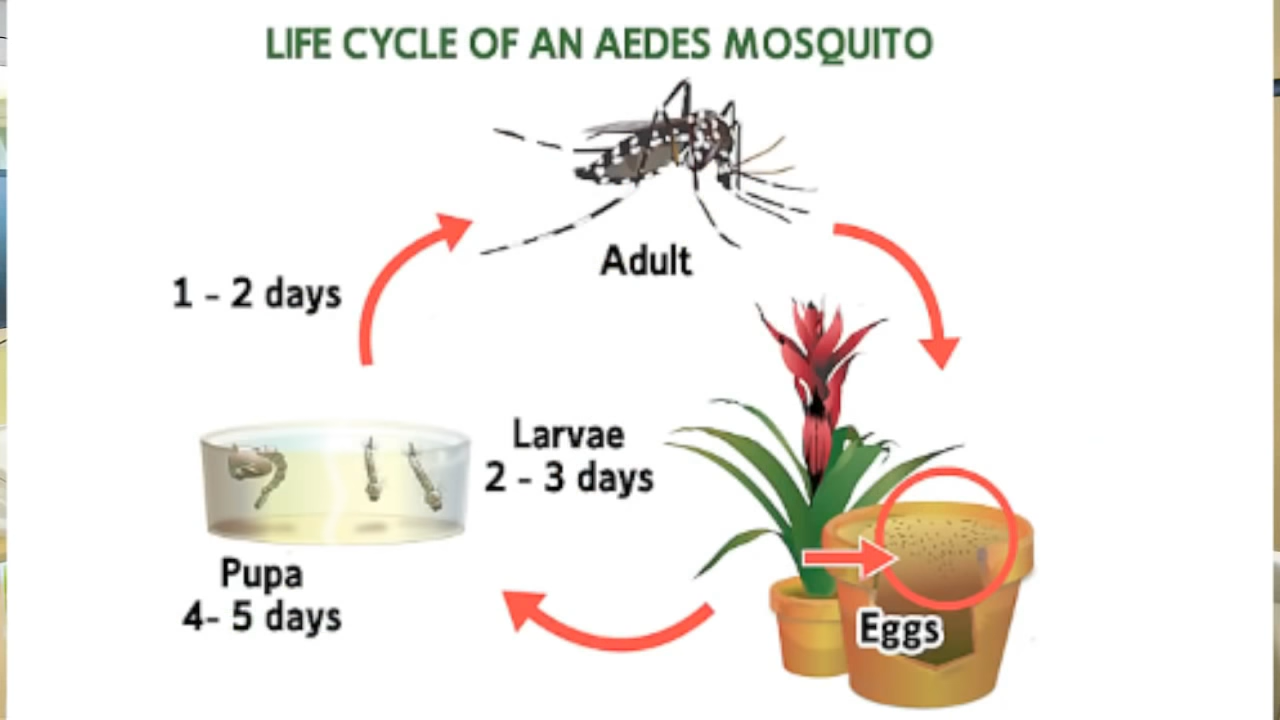 LIFE CYCLE OF AN AEDES MOSQUITO
Adult
1 - 2 days
Larvae
2 - 3 days
Pupa
4- 5 days
Eggs